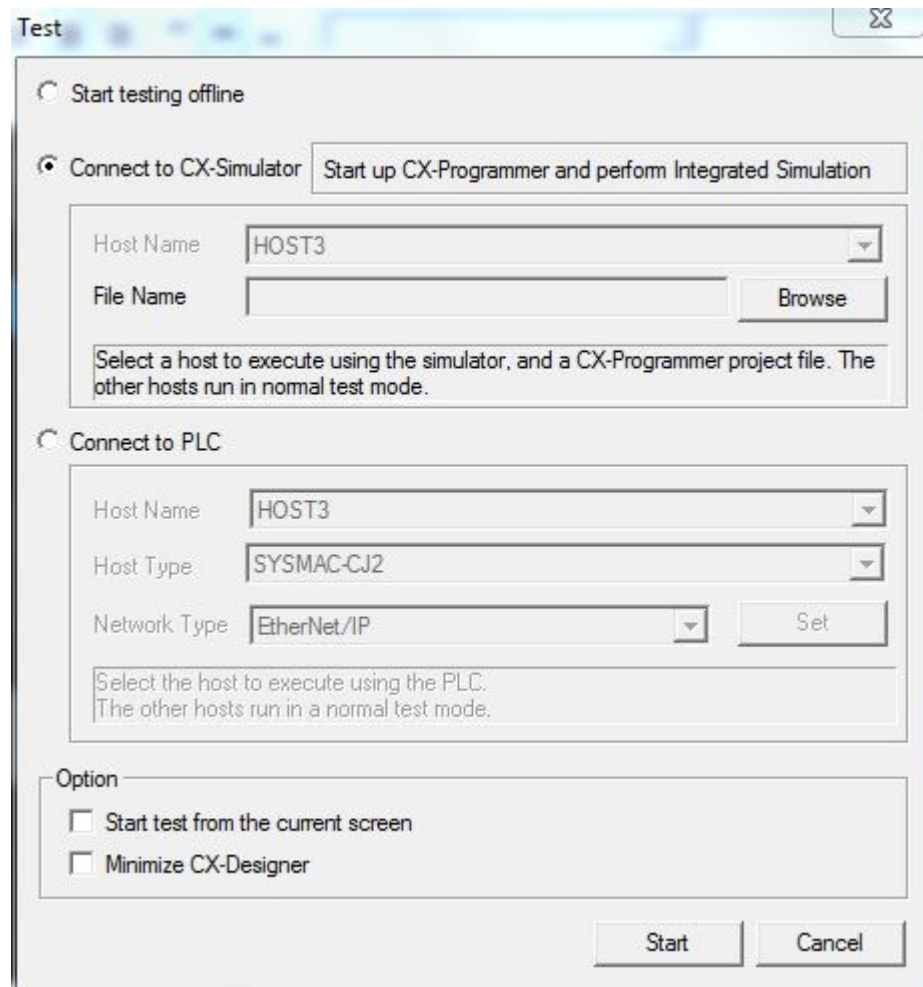 Test
Start testing offline
Connect to CX-Simulator
Start up CX-Programmer and perform Integrated Simulation
Host Name
HOST3
File Name
Browse
Select a host to execute using the simulator, and a CX-Programmer project file. The
other hosts run in normal test mode.
Connect to PLC
Host Name
HOST3
Host Type
SYSMAC-CJ2
Network Type
EtherNet/IP
Set
Select the host to execute using the PLC.
The other hosts run in a normal test mode.
Option
Start test from the current screen
Minimize CX-Designer
Start
Cancel